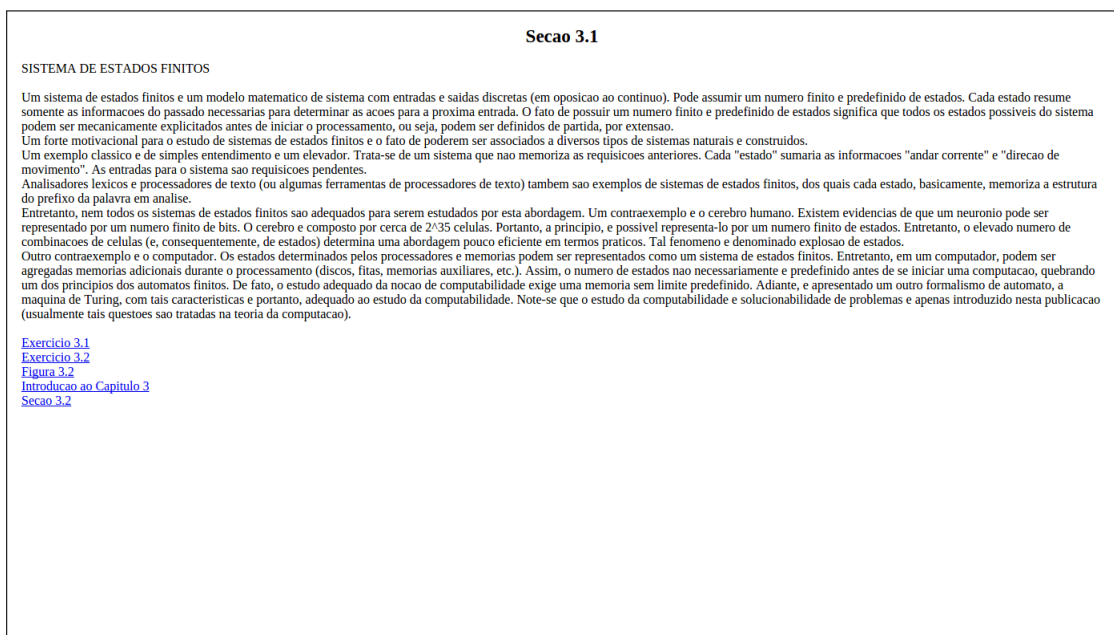 Secao 3.1
SISTEMA DE ESTADOS FINITOS
Um sistema de estados finitos e um modelo matematico de sistema com entradas e saidas discretas (em oposicao ao continuo). Pode assumir um numero finito e predefinido de estados. Cada estado resume
somente as informacoes do passado necessarias para determinar as acoes para a proxima entrada. O fato de possuir um numero finito e predefinido de estados significa que todos os estados possiveis do sistema
podem ser mecanicamente explicitados antes de iniciar o processamento, ou seja, podem ser definidos de partida, por extensao.
Um forte motivacional para o estudo de sistemas de estados finitos e o fato de poderem ser associados a diversos tipos de sistemas naturais e construidos.
Um exemplo classico e de simples entendimento e um elevador. Trata-se de um sistema que nao memoriza as requisicoes anteriores. Cada "estado" sumaria as informacoes "andar corrente" e "direcao de
movimento". As entradas para o sistema sao requisicoes pendentes.
Analisadores lexicos e processadores de texto (ou algumas ferramentas de processadores de texto) tambem sao exemplos de sistemas de estados finitos, dos quais cada estado, basicamente, memoriza a estrutura
do prefixo da palavra em analise.
Entretanto, nem todos os sistemas de estados finitos sao adequados para serem estudados por esta abordagem. Um contraexemplo e o cerebro humano. Existem evidencias de que um neuronio pode ser
representado por um numero finito de bits. O cerebro e composto por cerca de 2^35 celulas. Portanto, a principio, e possivel representa-lo por um numero finito de estados. Entretanto, o elevado numero de
combinacoes de celulas (e, consequentemente, de estados) determina uma abordagem pouco eficiente em termos praticos. Tal fenomeno e denominado explosao de estados.
Outro contraexemplo e o computador. Os estados determinados pelos processadores e memorias podem ser representados como um sistema de estados finitos. Entretanto, em um computador, podem ser
agregadas memorias adicionais durante o processamento (discos, fitas, memorias auxiliares, etc.). Assim, o numero de estados nao necessariamente e predefinido antes de se iniciar uma computacao, quebrando
um dos principios dos automatos finitos. De fato, o estudo adequado da nocao de computabilidade exige uma memoria sem limite predefinido. Adiante, e apresentado um outro formalismo de automato, a
maquina de Turing, com tais caracteristicas e portanto, adequado ao estudo da computabilidade. Note-se que o estudo da computabilidade e solucionabilidade de problemas e apenas introduzido nesta publicacao
(usualmente tais questoes sao tratadas na teoria da computacao).
Exercicio 3.1
Exercicio 3.2
Figura 3.2
Introducao ao Capitulo 3
Secao 3.2